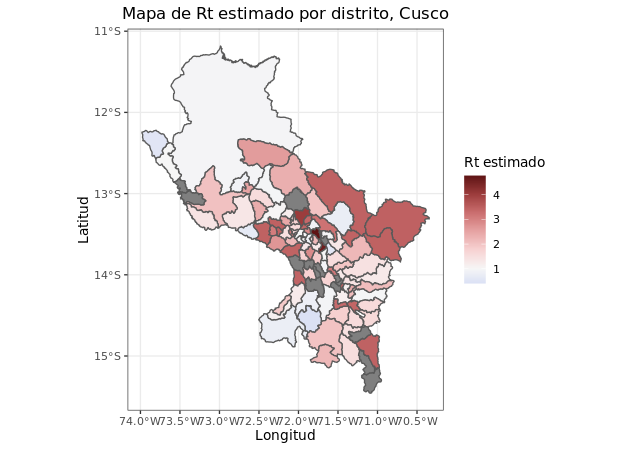 Mapa de Rt estimado por distrito, Cusco
11°S
12°S
13°S
14°S
15°S
Latitud
74.0°W 73.5°W 73.0°W 72.5°W 72.0°W 71.5°W 71.0°W 70.5°W
Longitud
Rt estimado
4
3
2
1